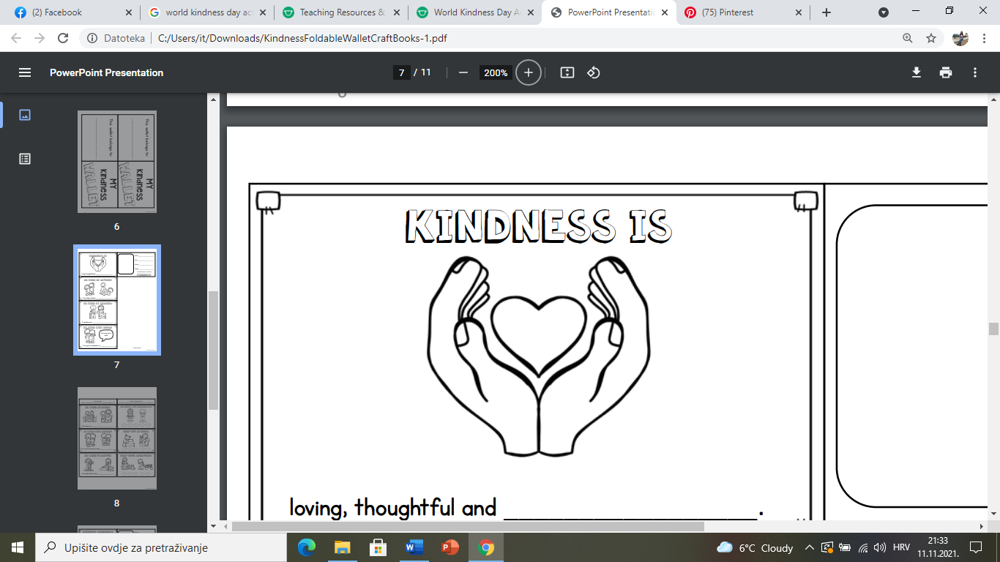 (2) Facebook
world kindness day act
Teaching Resources &
World Kindness Day A
PowerPoint Presentatio
(75) Pinterest
Datoteka
C:/Users/it/Downloads/KindnessFoldableWalletCraftBooks-1.pdf
PowerPoint Presentation
7 / 11
200%
This wallet belongs to:
This wallet belongs to:
MY
Kindness
WALLET
MY
Kindness
WALLET
6
7
8
KINDNESS IS
loving, thoughtful and ______________________.
Upišite ovdje za pretraživanje
6°C Cloudy
HRV
21:33
11.11.2021.